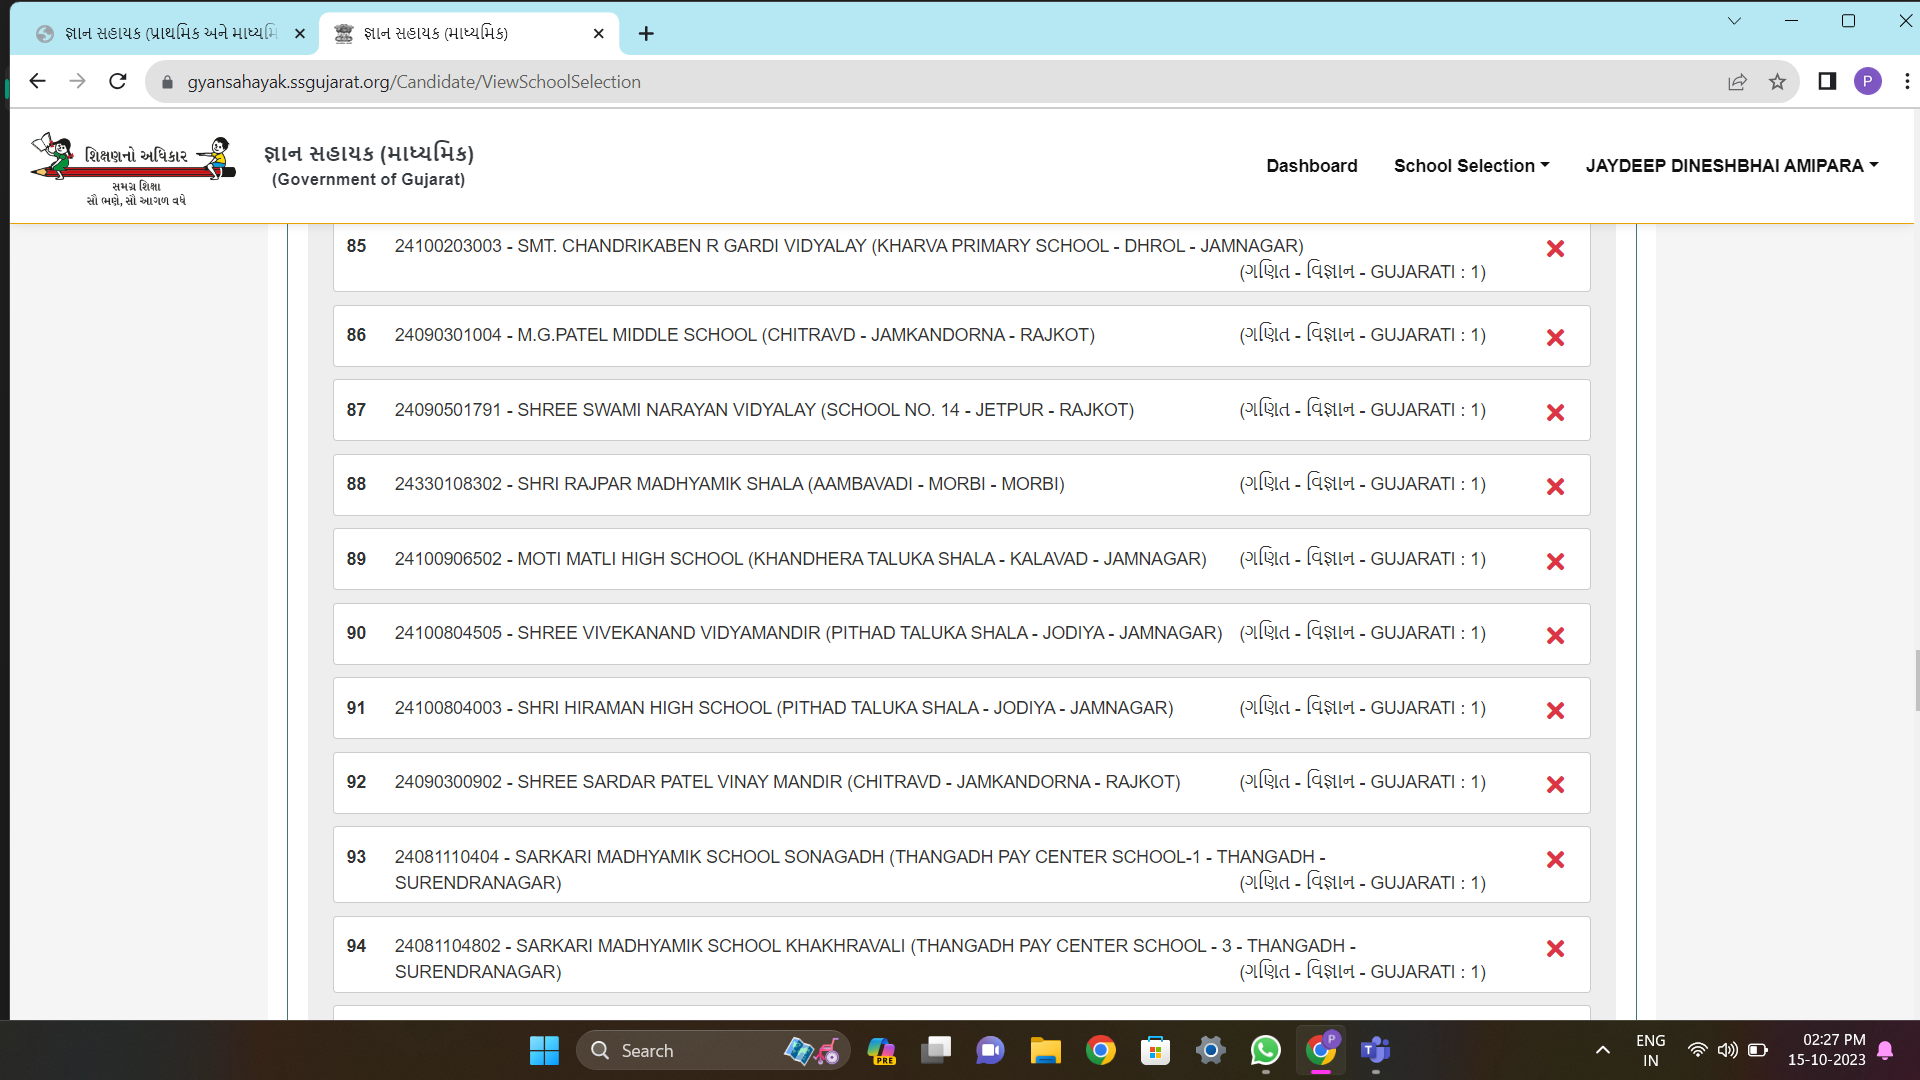 જ્ઞાન સહાયક (પ્રાથમિક અને માધ્યમિ
જ્ઞાન સહાયક (માધ્યમિક)
gyansahayak.ssgujarat.org/Candidate/ViewSchoolSelection
P
શિક્ષણનો અધિકાર
સમગ્ર શિક્ષા
સૌ ભણે, સૌ આગળ વધે
જ્ઞાન સહાયક (માધ્યમિક)
(Government of Gujarat)
Dashboard
School Selection
JAYDEEP DINESHBHAI AMIPARA
85 24100203003 - SMT. CHANDRIKABEN R GARDI VIDYALAY (KHARVA PRIMARY SCHOOL - DHROL - JAMNAGAR)
(ગણિત - વિજ્ઞાન - GUJARATI : 1)
86 24090301004 - M.G.PATEL MIDDLE SCHOOL (CHITRAVD - JAMKANDORNA - RAJKOT) (ગણિત - વિજ્ઞાન - GUJARATI : 1)
87 24090501791 - SHREE SWAMI NARAYAN VIDYALAY (SCHOOL NO. 14 - JETPUR - RAJKOT) (ગણિત - વિજ્ઞાન - GUJARATI : 1)
88 24330108302 - SHRI RAJPAR MADHYAMIK SHALA (AAMBAVADI - MORBI - MORBI) (ગણિત - વિજ્ઞાન - GUJARATI : 1)
89 24100906502 - MOTI MATLI HIGH SCHOOL (KHANDHERA TALUKA SHALA - KALAVAD - JAMNAGAR) (ગણિત - વિજ્ઞાન - GUJARATI : 1)
90 24100804505 - SHREE VIVEKANAND VIDYAMANDIR (PITHAD TALUKA SHALA - JODIYA - JAMNAGAR) (ગણિત - વિજ્ઞાન - GUJARATI : 1)
91 24100804003 - SHRI HIRAMAN HIGH SCHOOL (PITHAD TALUKA SHALA - JODIYA - JAMNAGAR) (ગણિત - વિજ્ઞાન - GUJARATI : 1)
92 24090300902 - SHREE SARDAR PATEL VINAY MANDIR (CHITRAVD - JAMKANDORNA - RAJKOT) (ગણિત - વિજ્ઞાન - GUJARATI : 1)
93 24081110404 - SARKARI MADHYAMIK SCHOOL SONAGADH (THANGADH PAY CENTER SCHOOL-1 - THANGADH -
SURENDRANAGAR) (ગણિત - વિજ્ઞાન - GUJARATI : 1)
94 24081104802 - SARKARI MADHYAMIK SCHOOL KHAKHRAVALI (THANGADH PAY CENTER SCHOOL - 3 - THANGADH -
SURENDRANAGAR) (ગણિત - વિજ્ઞાન - GUJARATI : 1)
Search
PRE
P
ENG
IN
02:27 PM
15-10-2023